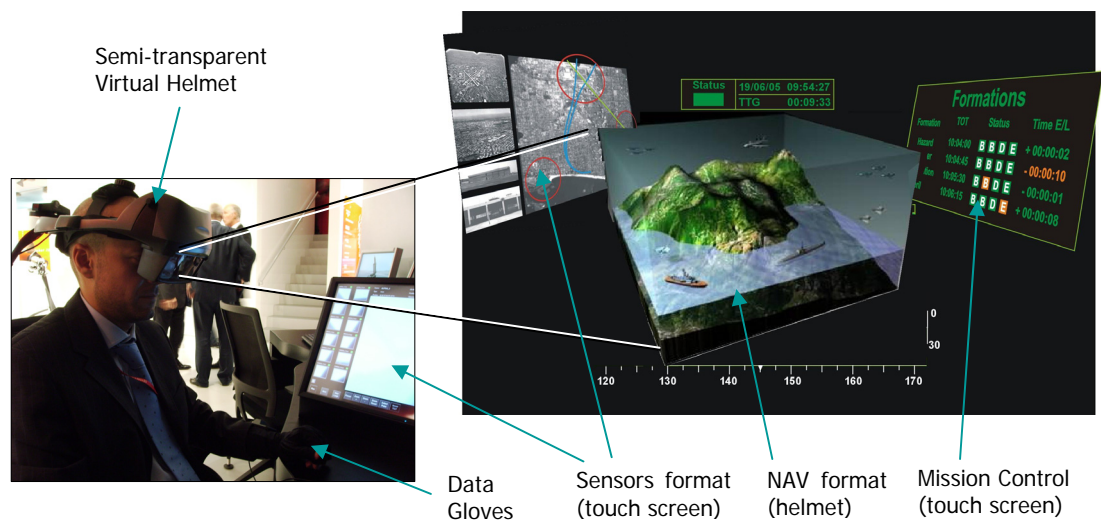 Semi-transparent
Virtual Helmet
Status 19/06/05 09:54:27
TTG 00:09:33
Formations
Formation TOT Status Time E/L
Hazard 10:04:00 B B D E + 00:00:02
er 10:04:45 B B D E - 00:00:10
tion 10:05:30 B B D E - 00:00:01
10:06:15 B B D E + 00:00:08
0
30
120 130 140 150 160 170
Data
Gloves
Sensors format
(touch screen)
NAV format
(helmet)
Mission Control
(touch screen)